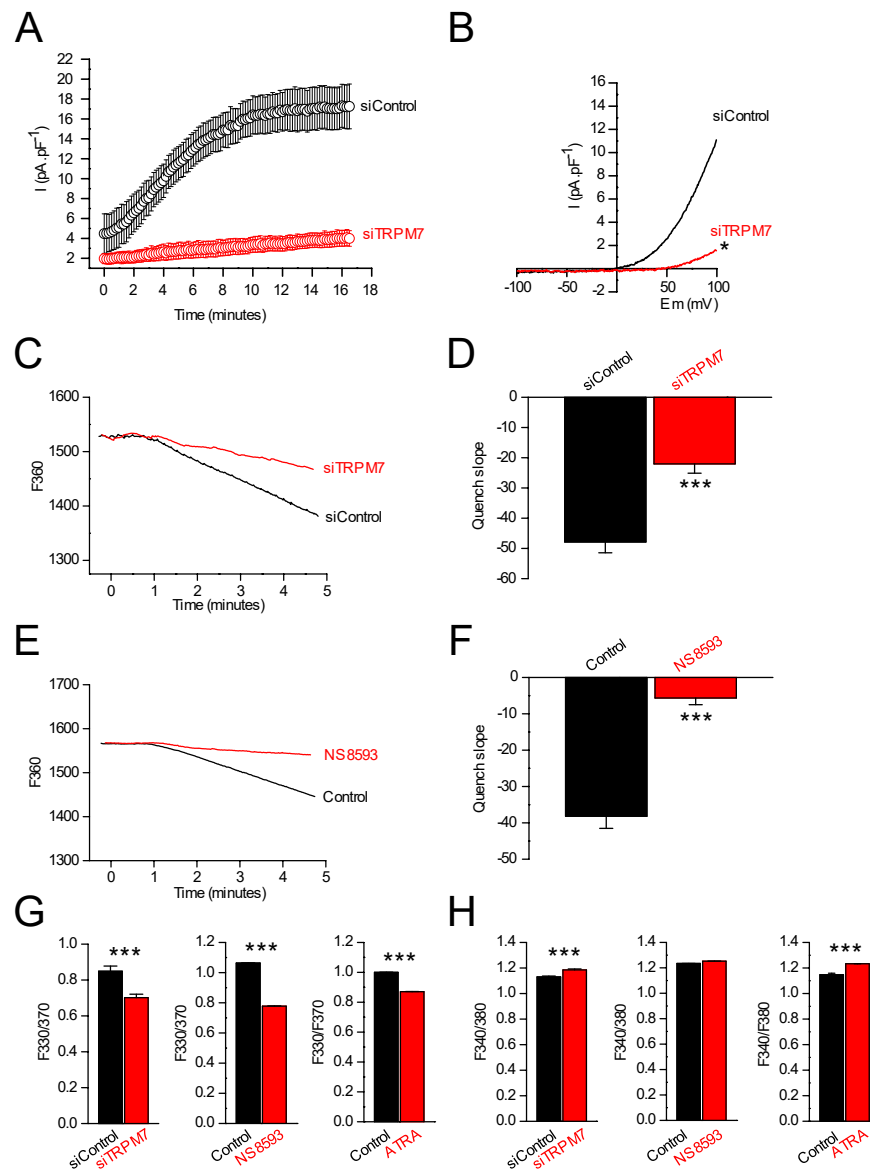 A
22
20
18
16
14
12
10
8
6
4
2
I (pA.pF⁻¹)
siControl
siTRPM7
0 2 4 6 8 10 12 14 16 18
Time (minutes)
B
16
14
12
10
8
6
4
2
-2
I (pA.pF⁻¹)
siControl
siTRPM7
*
-100 -50 50 100
Em (mV)
C
1600
1500
1400
1300
F360
siTRPM7
siControl
0 1 2 3 4 5
Time (minutes)
D
siControl siTRPM7
0
-10
-20
-30
-40
-50
-60
Quench slope
***
E
1700
1600
1500
1400
1300
F360
NS8593
Control
0 1 2 3 4 5
Time (minutes)
F
Control NS8593
0
-10
-20
-30
-40
-50
Quench slope
***
G
1.0
0.8
0.6
0.4
0.2
0.0
F330/370
***
siControl
siTRPM7
1.2
1.0
0.8
0.6
0.4
0.2
0.0
F330/370
***
Control
NS8593
1.2
1.0
0.8
0.6
0.4
0.2
0.0
F330/F370
***
Control
ATRA
H
1.4
1.2
1.0
0.8
0.6
0.4
0.2
0.0
F340/380
***
siControl
siTRPM7
1.4
1.2
1.0
0.8
0.6
0.4
0.2
0.0
F340/380
Control
NS8593
1.4
1.2
1.0
0.8
0.6
0.4
0.2
0.0
F340/F380
***
Control
ATRA